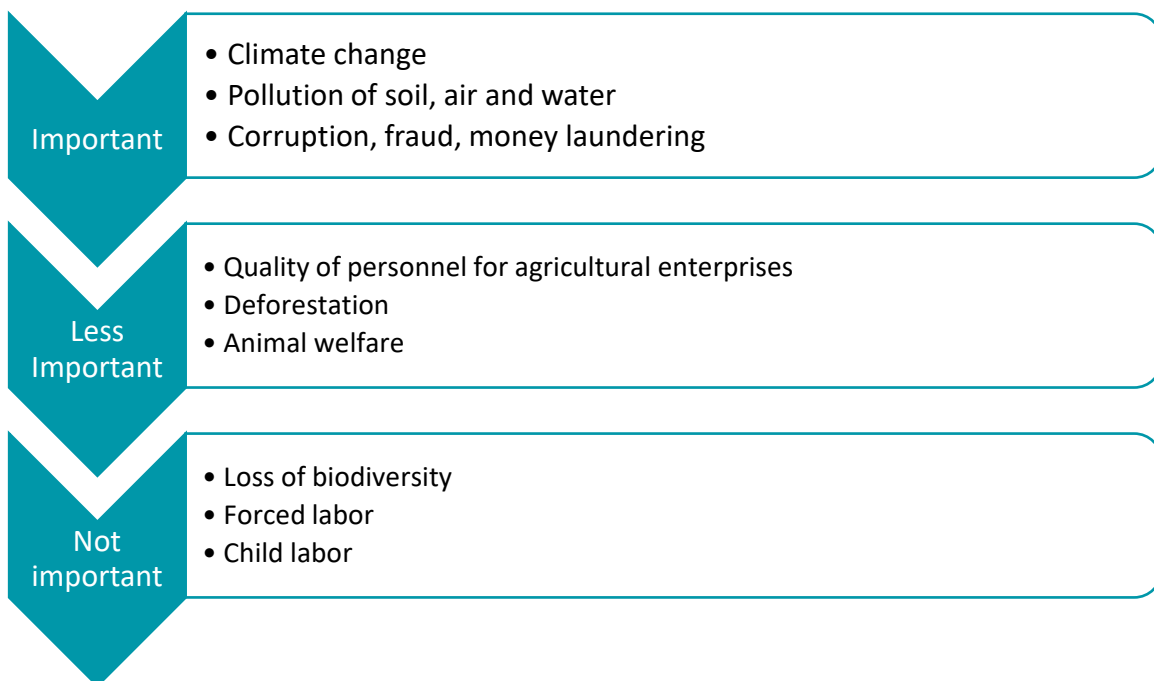 Important
• Climate change
• Pollution of soil, air and water
• Corruption, fraud, money laundering
Less
Important
• Quality of personnel for agricultural enterprises
• Deforestation
• Animal welfare
Not
important
• Loss of biodiversity
• Forced labor
• Child labor